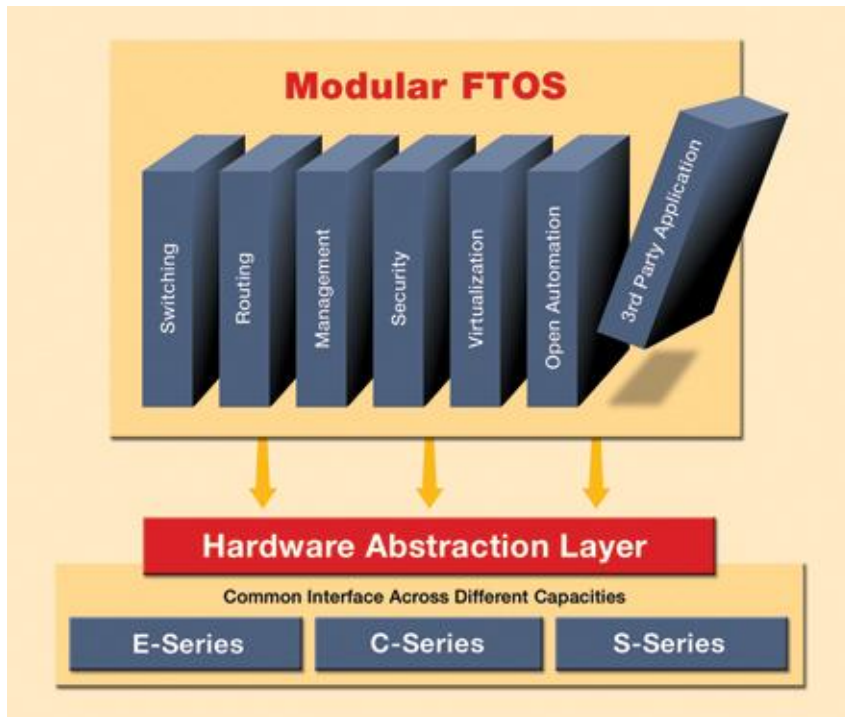 Modular FTOS
Switching
Routing
Management
Security
Virtualization
Open Automation
3rd Party Application
Hardware Abstraction Layer
Common Interface Across Different Capacities
E-Series
C-Series
S-Series